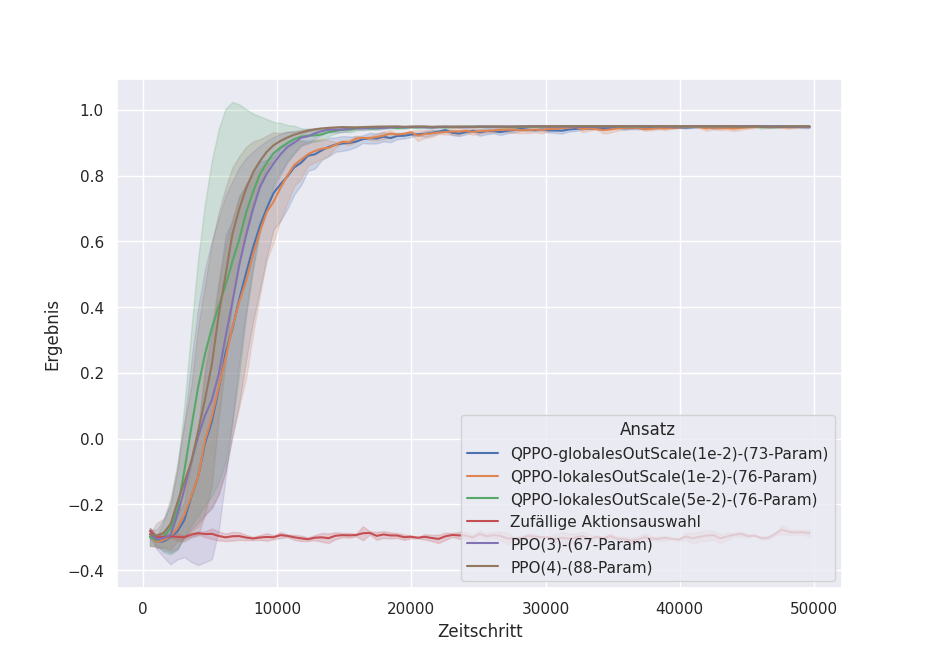 1.0
0.8
0.6
0.4
0.2
0.0
−0.2
−0.4
Ergebnis
0
10000
20000
30000
40000
50000
Zeitschritt
Ansatz
QPPO-globalesOutScale(1e-2)-(73-Param)
QPPO-lokalesOutScale(1e-2)-(76-Param)
QPPO-lokalesOutScale(5e-2)-(76-Param)
Zufällige Aktionsauswahl
PPO(3)-(67-Param)
PPO(4)-(88-Param)